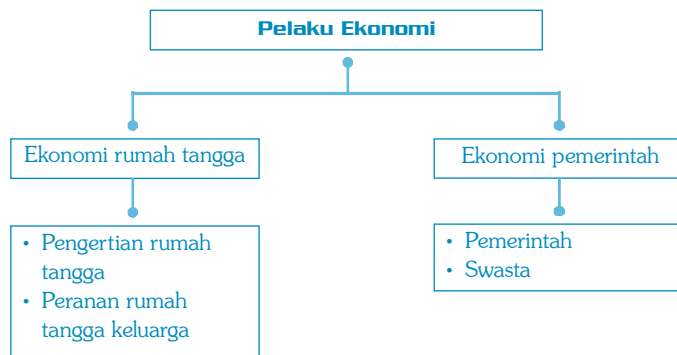 Pelaku Ekonomi
Ekonomi rumah tangga
Ekonomi pemerintah
• Pengertian rumah
tangga
• Peranan rumah
tangga keluarga
• Pemerintah
• Swasta